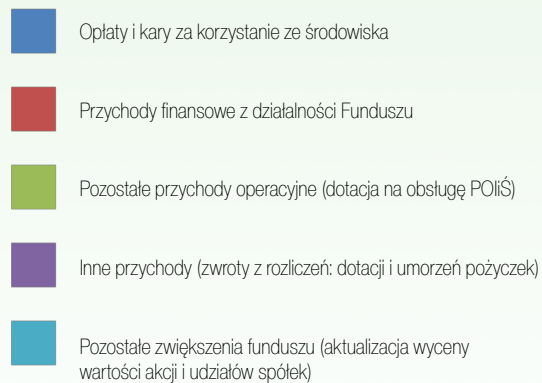 Opłaty i kary za korzystanie ze środowiska
Przychody finansowe z działalności Funduszu
Pozostałe przychody operacyjne (dotacja na obsługę POIiŚ)
Inne przychody (zwroty z rozliczeń: dotacji i umorzeń pożyczek)
Pozostałe zwiększenia funduszu (aktualizacja wyceny
wartości akcji i udziałów spółek)